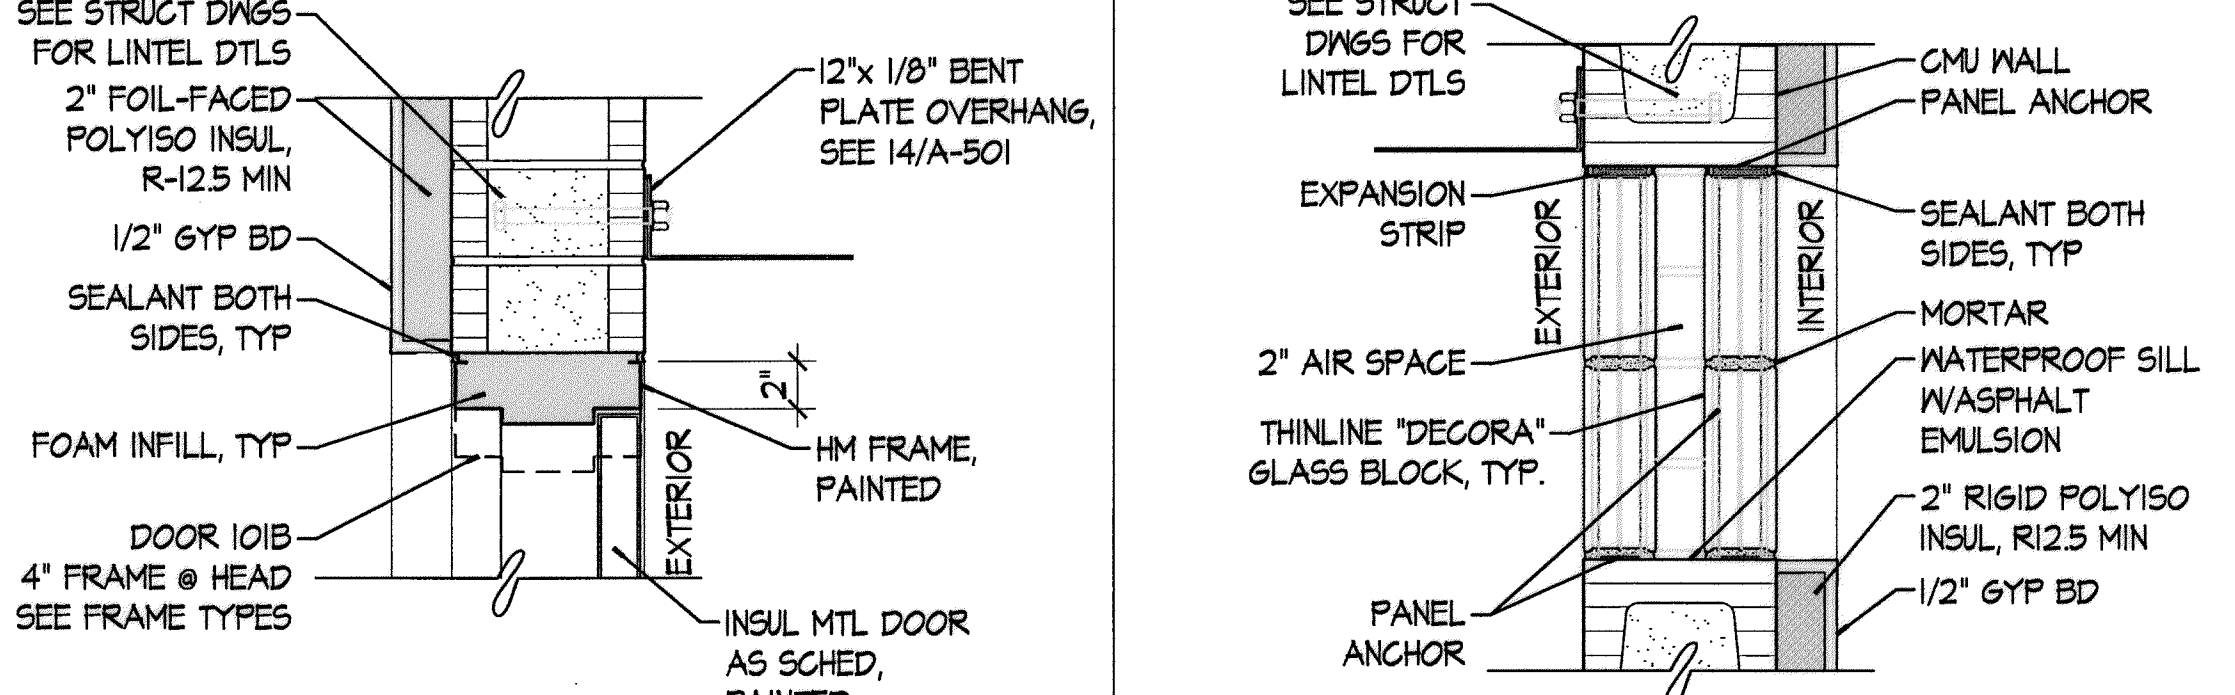 SEE STRUCT DWGS
FOR LINTEL DTLS
2" FOIL-FACED
POLYISO INSUL,
R-12.5 MIN
1/2" GYP BD
SEALANT BOTH
SIDES, TYP
FOAM INFILL, TYP
DOOR 101B
4" FRAME @ HEAD
SEE FRAME TYPES
12"x 1/8" BENT
PLATE OVERHANG,
SEE 14/A-501
2"
HM FRAME,
PAINTED
EXTERIOR
INSUL MTL DOOR
AS SCHED,
PAINTED
SEE STRUCT
DWGS FOR
LINTEL DTLS
EXPANSION
STRIP
EXTERIOR
2" AIR SPACE
THINLINE "DECORA"
GLASS BLOCK, TYP.
PANEL
ANCHOR
CMU WALL
PANEL ANCHOR
SEALANT BOTH
SIDES, TYP
INTERIOR
MORTAR
WATERPROOF SILL
W/ASPHALT
EMULSION
2" RIGID POLYISO
INSUL, R12.5 MIN
1/2" GYP BD